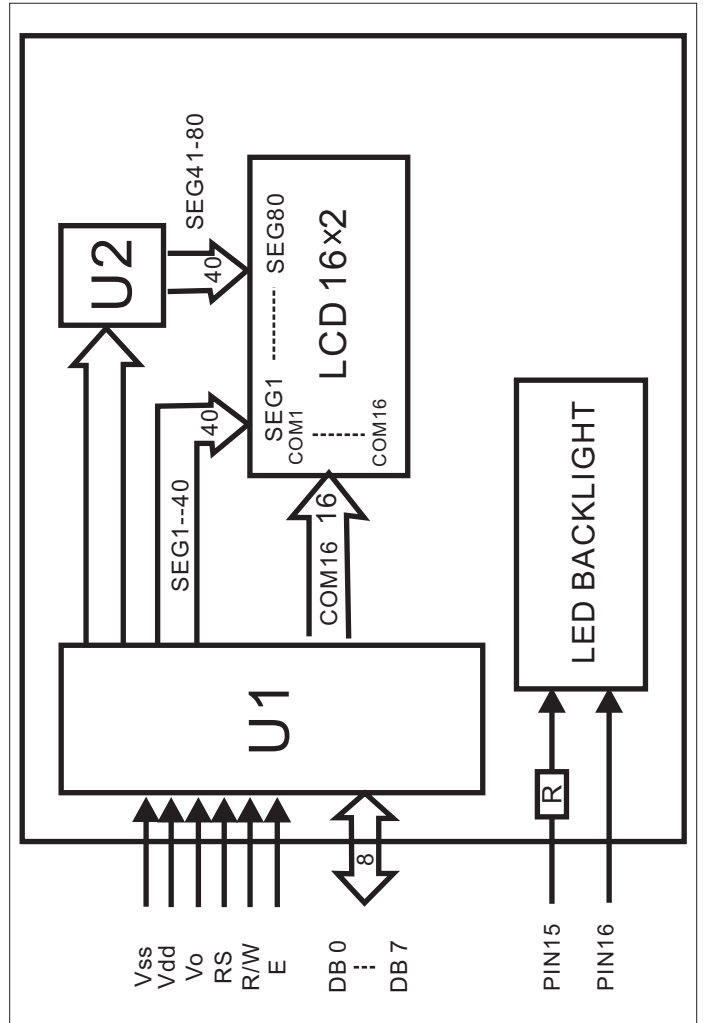 Vss
Vdd
Vo
RS
R/W
E
DB 0
DB 7
8
U1
SEG1--40
40
COM16
16
U2
SEG41-80
40
SEG1 --------- SEG80
COM1
COM16
LCD 16×2
PIN15
PIN16
R
LED BACKLIGHT